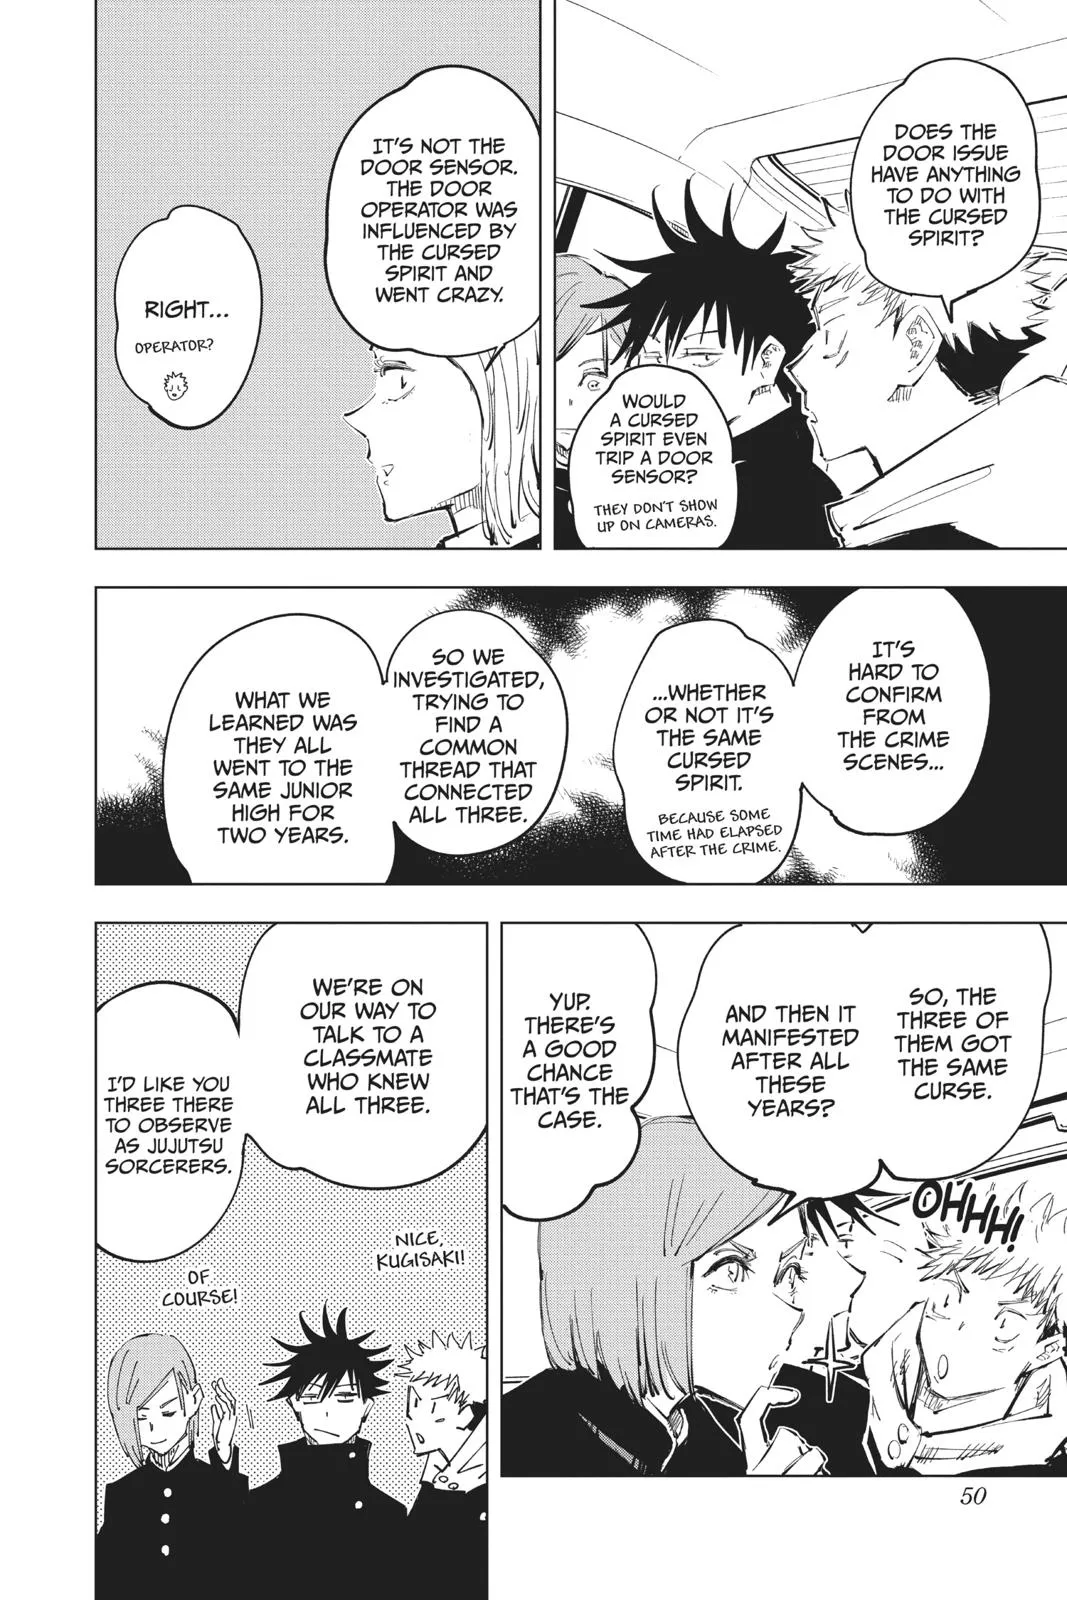 DOES THE
DOOR ISSUE
HAVE ANYTHING
TO DO WITH
THE CURSED
SPIRIT?
WOULD
A CURSED
SPIRIT EVEN
TRIP A DOOR
SENSOR?
THEY DON'T SHOW
UP ON CAMERAS.
IT'S NOT THE
DOOR SENSOR.
THE DOOR
OPERATOR WAS
INFLUENCED BY
THE CURSED
SPIRIT AND
WENT CRAZY.
RIGHT...
OPERATOR?
IT'S
HARD TO
CONFIRM
FROM
THE CRIME
SCENES...
...WHETHER
OR NOT IT'S
THE SAME
CURSED
SPIRIT.
BECAUSE SOME
TIME HAD ELAPSED
AFTER THE CRIME.
SO WE
INVESTIGATED,
TRYING TO
FIND A
COMMON
THREAD THAT
CONNECTED
ALL THREE.
WHAT WE
LEARNED WAS
THEY ALL
WENT TO THE
SAME JUNIOR
HIGH FOR
TWO YEARS.
SO, THE
THREE OF
THEM GOT
THE SAME
CURSE.
AND THEN IT
MANIFESTED
AFTER ALL
THESE
YEARS?
YUP.
THERE'S
A GOOD
CHANCE
THAT'S THE
CASE.
OHHH!
WE'RE ON
OUR WAY TO
TALK TO A
CLASSMATE
WHO KNEW
ALL THREE.
I'D LIKE YOU
THREE THERE
TO OBSERVE
AS JUJUTSU
SORCERERS.
NICE,
KUGISAKI!
OF
COURSE!
50